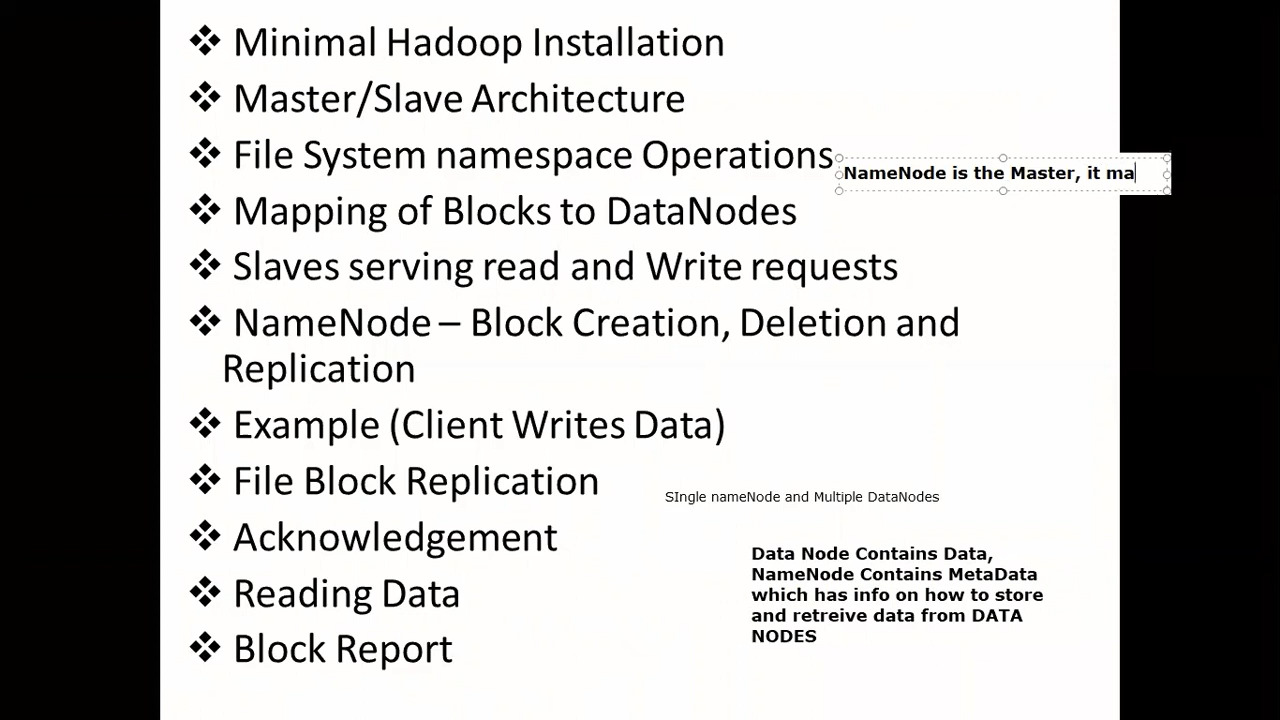 ❖ Minimal Hadoop Installation
❖ Master/Slave Architecture
❖ File System namespace Operations
NameNode is the Master, it ma
❖ Mapping of Blocks to DataNodes
❖ Slaves serving read and Write requests
❖ NameNode – Block Creation, Deletion and
Replication
❖ Example (Client Writes Data)
❖ File Block Replication
SIngle nameNode and Multiple DataNodes
❖ Acknowledgement
❖ Reading Data
❖ Block Report
Data Node Contains Data,
NameNode Contains MetaData
which has info on how to store
and retreive data from DATA
NODES